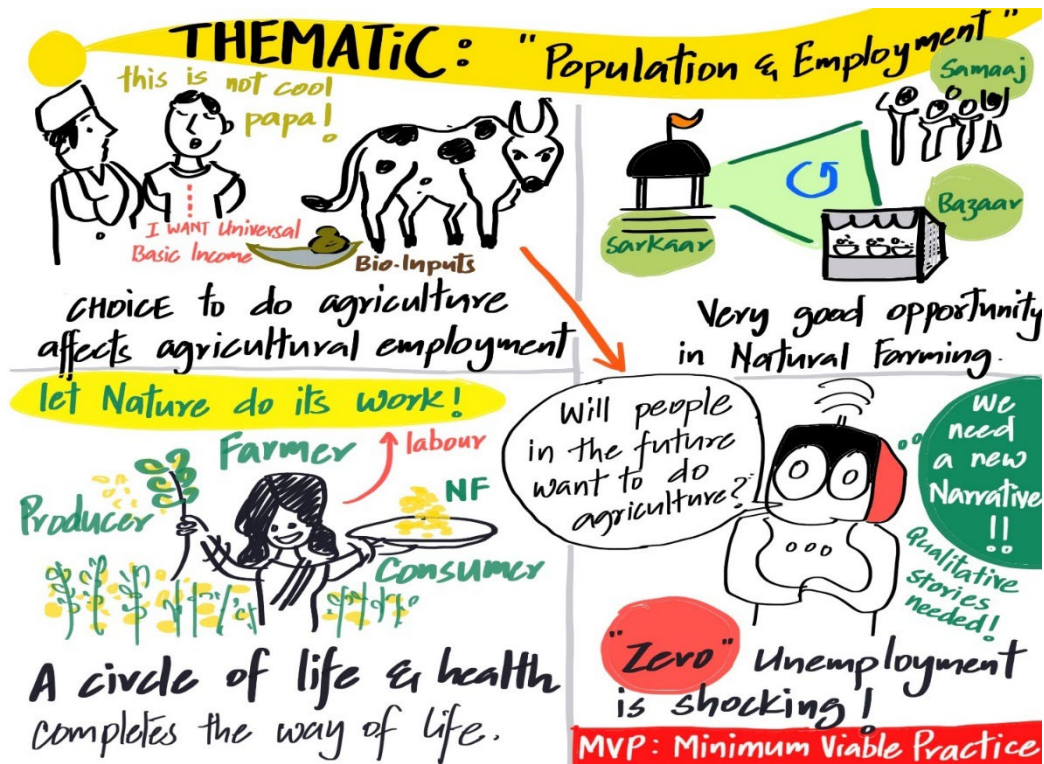 THEMATIC: "Population & Employment"
this is not cool
papa!
I WANT Universal
Basic Income
Bio-Inputs
CHOICE to do agriculture
affects agricultural employment
Samaaj
Sarkaar
Bazaar
Very good opportunity
in Natural Farming.
let Nature do its work!
Farmer
labour
Producer
NF
Consumer
A circle of life & health
completes the way of life.
Will people
in the future
want to do
agriculture?
We
need
a new
Narrative
!!
Qualitative
stories
needed!
"Zero" Unemployment
is shocking!
MVP: Minimum Viable Practice